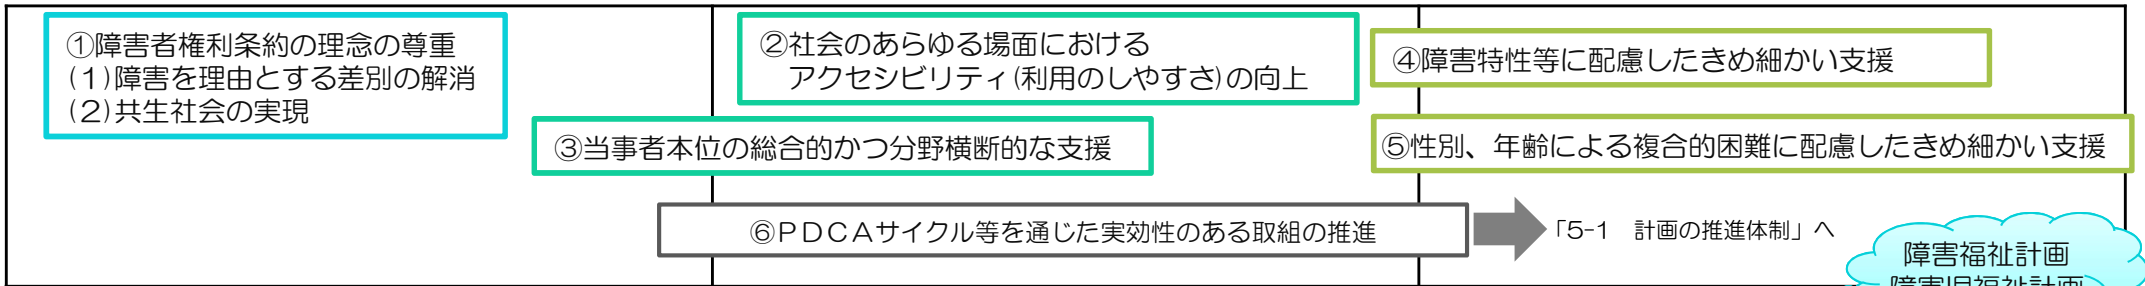 ①障害者権利条約の理念の尊重
(1)障害を理由とする差別の解消
(2)共生社会の実現
②社会のあらゆる場面における
アクセシビリティ(利用のしやすさ)の向上
③当事者本位の総合的かつ分野横断的な支援
④障害特性等に配慮したきめ細かい支援
⑤性別、年齢による複合的困難に配慮したきめ細かい支援
⑥PDCAサイクル等を通じた実効性のある取組の推進
「5-1 計画の推進体制」へ
障害福祉計画
障害児福祉計画